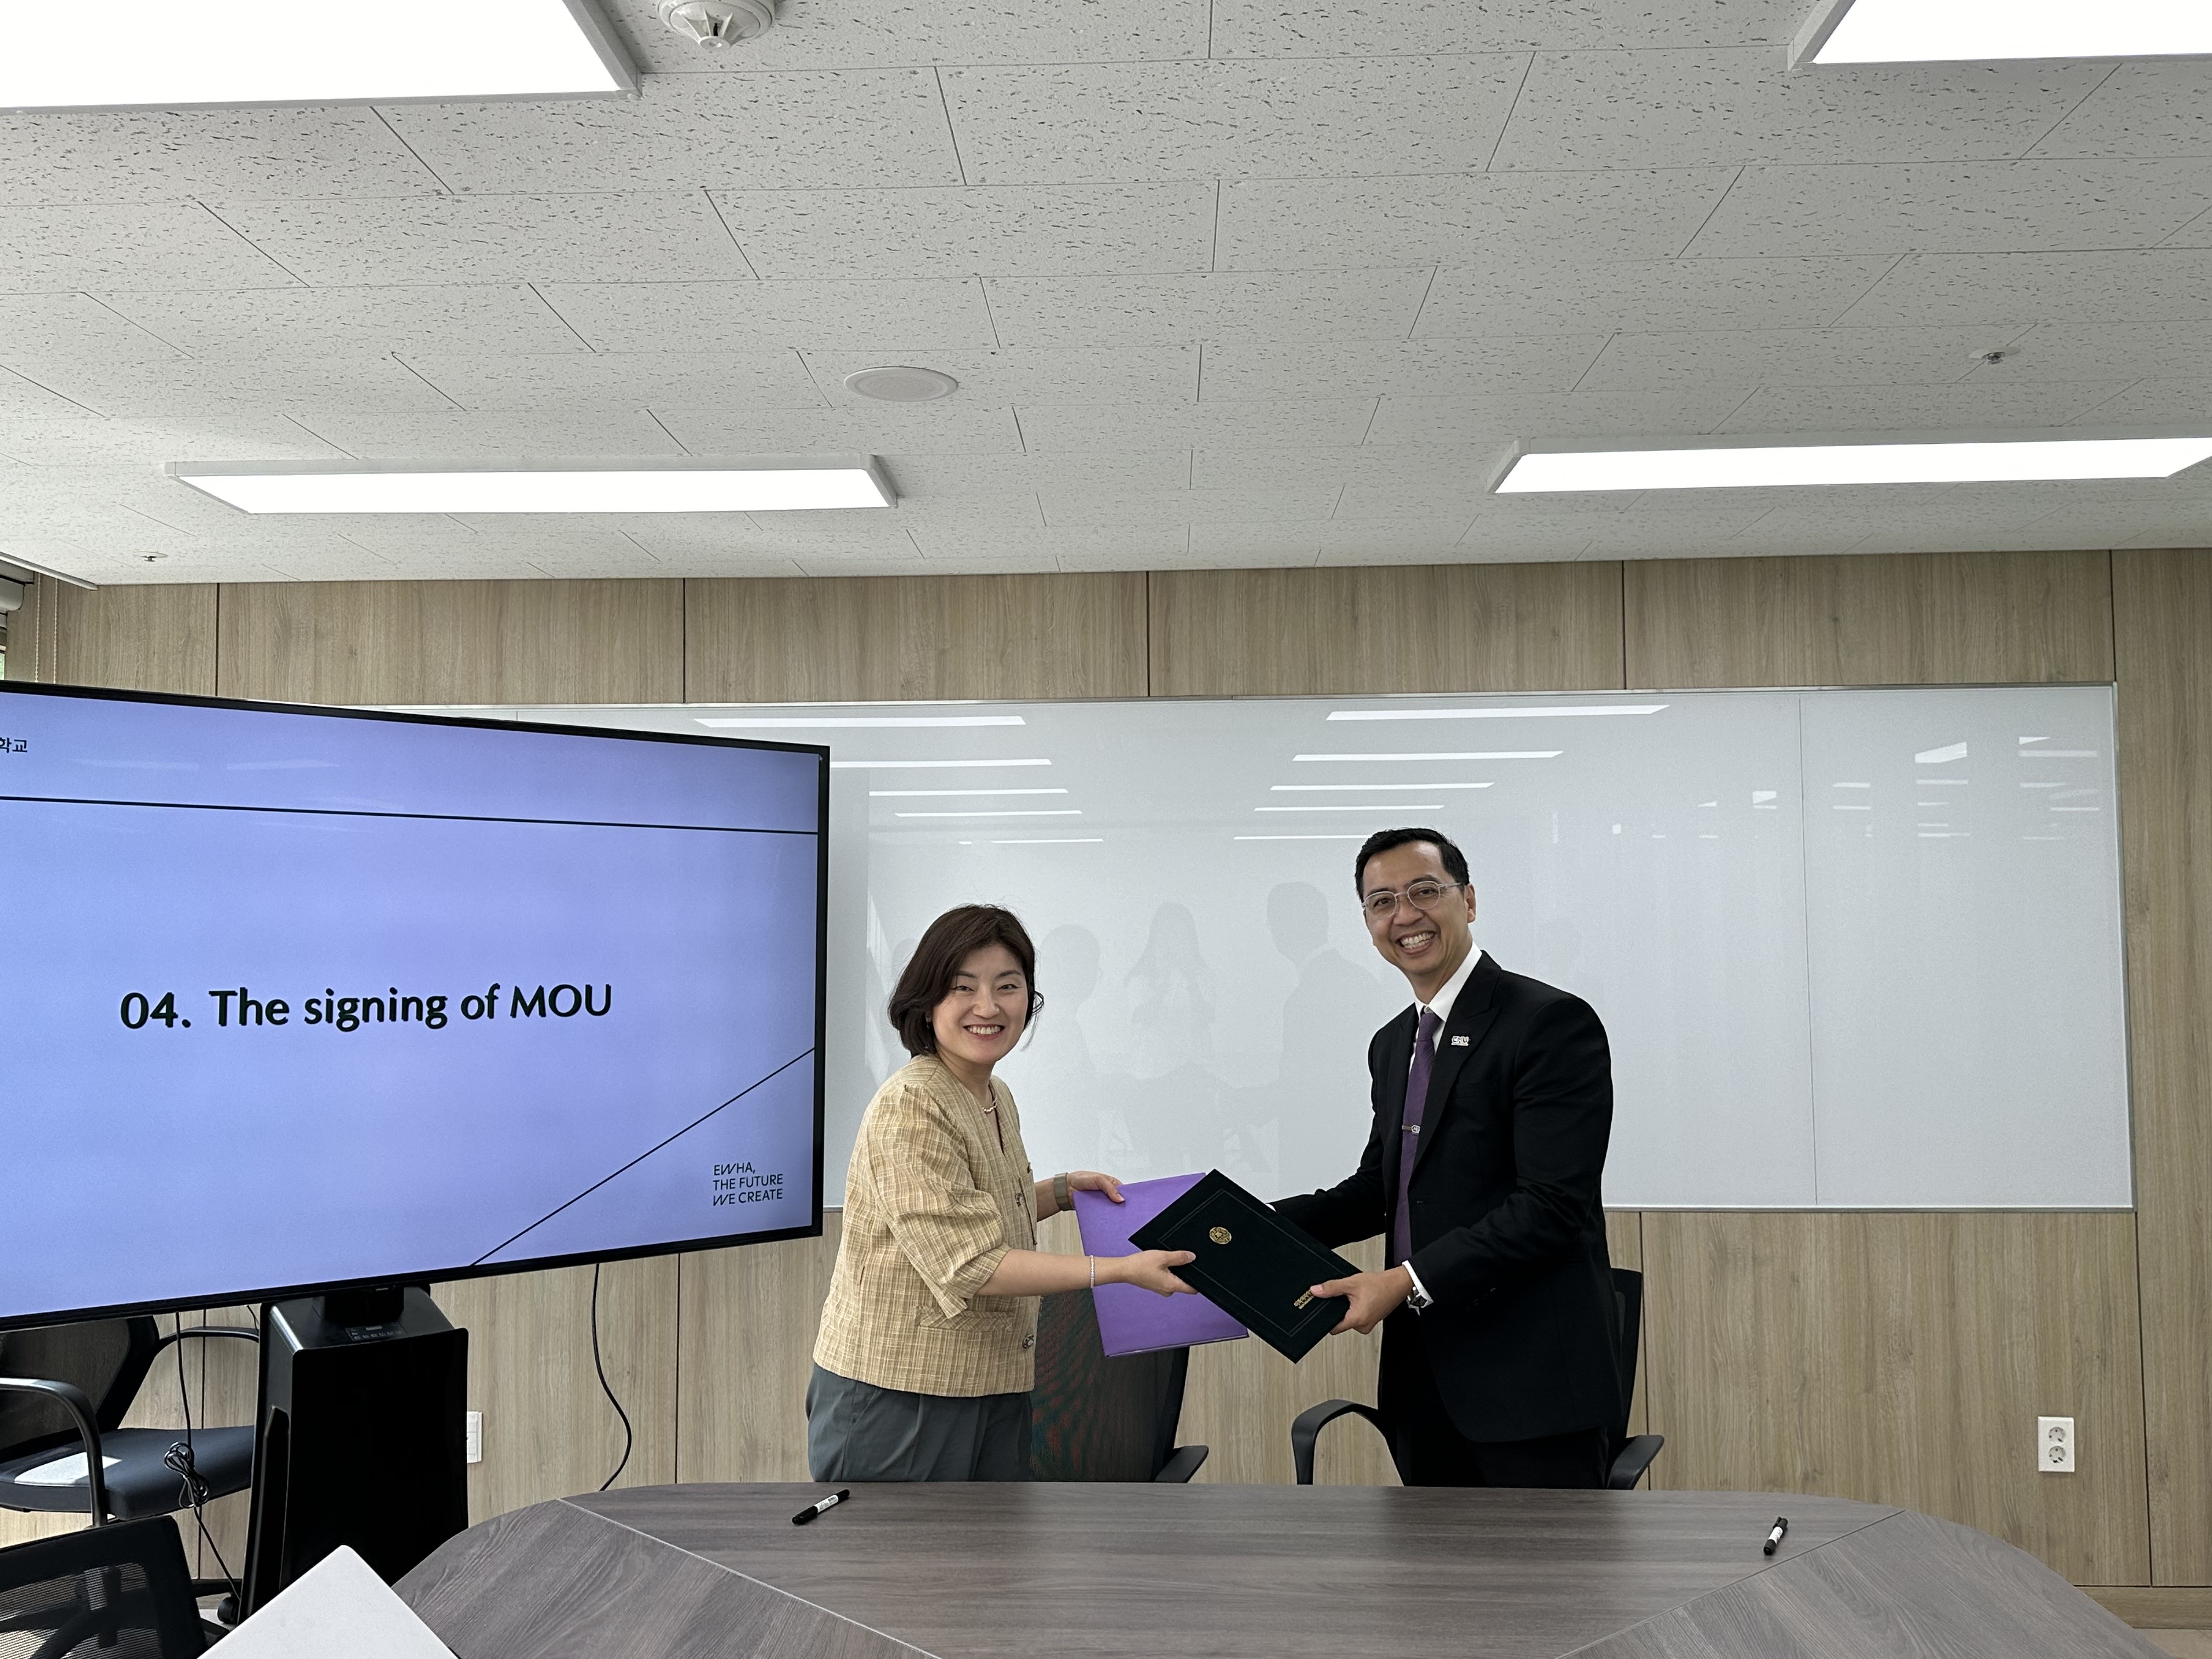 학교
04. The signing of MOU
EWHA,
THE FUTURE
WE CREATE